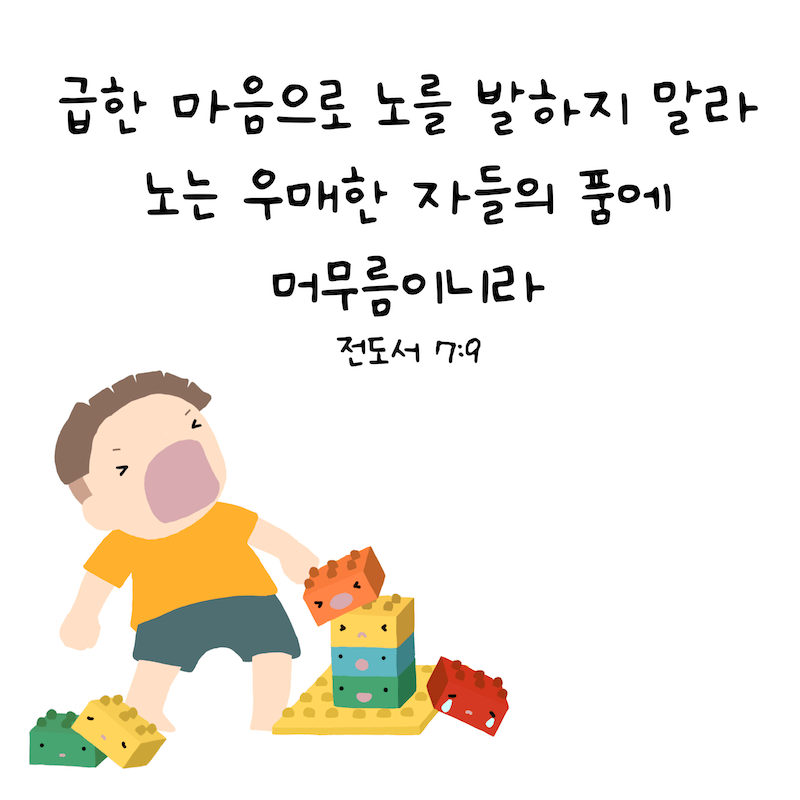 급한 마음으로 노를 발하지 말라
노는 우매한 자들의 품에
머무름이니라
전도서 7:9